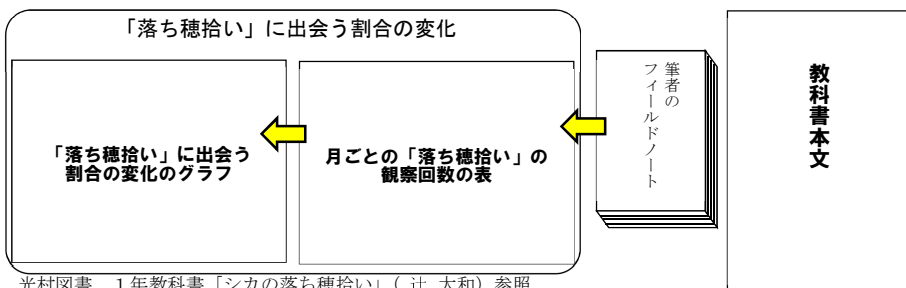 「落ち穂拾い」に出会う割合の変化
「落ち穂拾い」に出会う
割合の変化のグラフ
月ごとの「落ち穂拾い」の
観察回数の表
筆者の
フィールドノート
教科書本文
光村図書 1年教科書「シカの落ち穂拾い」(辻 大和)参照